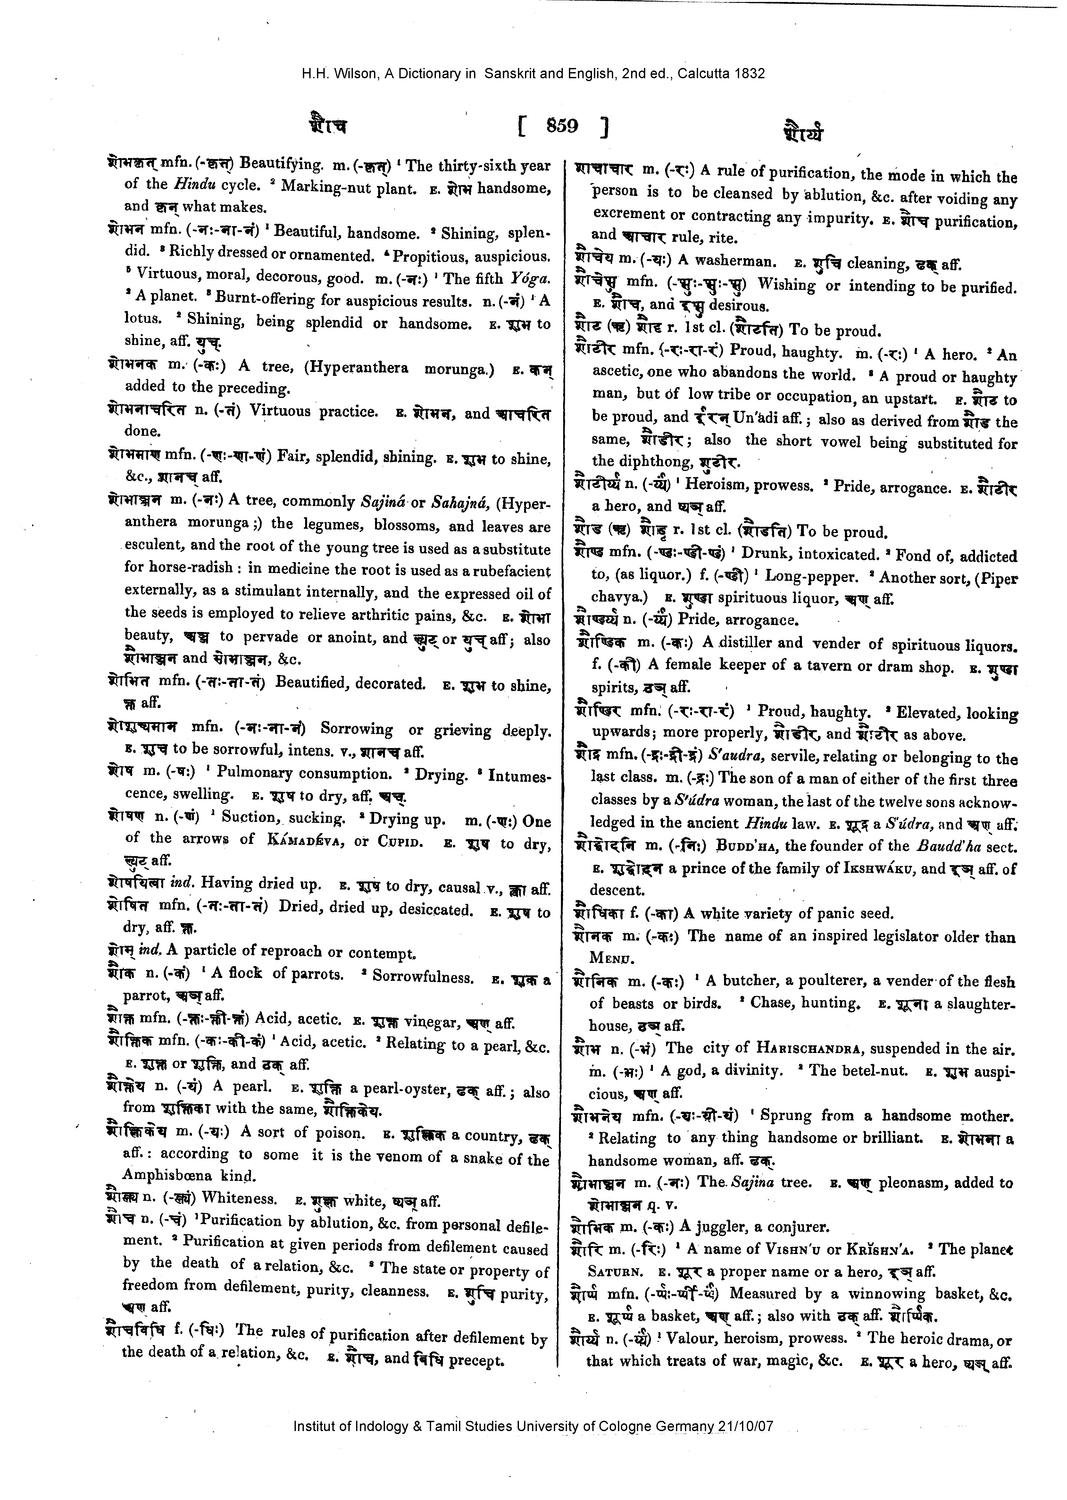 H.H. Wilson, A Dictionary in Sanskrit and English, 2nd ed., Calcutta 1832
शौच [ 859 ] शौर्य्य
शोभकृत् mfn. (-कृत्) Beautifying. m. (-कृत्) ¹ The thirty-sixth year
of the Hindu cycle. ² Marking-nut plant. E. शोभ handsome,
and कृन् what makes.
शोभन mfn. (-नः-ना-नं) ¹ Beautiful, handsome. ² Shining, splen-
did. ³ Richly dressed or ornamented. ⁴ Propitious, auspicious.
⁵ Virtuous, moral, decorous, good. m. (-नः) ¹ The fifth Yóga.
² A planet. ³ Burnt-offering for auspicious results. n. (-नं) ¹ A
lotus. ² Shining, being splendid or handsome. E. शुभ to
shine, aff. युच्.
शोभनक m. (-कः) A tree, (Hyperanthera morunga.) E. कन्
added to the preceding.
शोभनाचरित n. (-तं) Virtuous practice. E. शोभन, and आचरित
done.
शोभमाण mfn. (-णः-णा-णं) Fair, splendid, shining. E. शुभ to shine,
&c., शानच् aff.
शोभाञ्जन m. (-नः) A tree, commonly Sajiná or Sahajná, (Hyper-
anthera morunga ;) the legumes, blossoms, and leaves are
esculent, and the root of the young tree is used as a substitute
for horse-radish : in medicine the root is used as a rubefacient
externally, as a stimulant internally, and the expressed oil of
the seeds is employed to relieve arthritic pains, &c. E. शोभा
beauty, अञ्ज to pervade or anoint, and ल्युट् or युच् aff; also
शौभाञ्जन and सोभाञ्जन, &c.
शोभित mfn. (-तः-ता-तं) Beautified, decorated. E. शुभ to shine,
क्त aff.
शोशुच्यमान mfn. (-नः-ना-नं) Sorrowing or grieving deeply.
E. शुच to be sorrowful, intens. v., शानच aff.
शोष m. (-षः) ¹ Pulmonary consumption. ² Drying. ³ Intumes-
cence, swelling. E. शुष to dry, aff. घच्.
शोषण n. (-णं) ¹ Suction, sucking. ² Drying up. m. (-णः) One
of the arrows of KÁMADÉVA, or CUPID. E. शुष to dry,
ल्युट् aff.
शोषयित्वा ind. Having dried up. E. शुष to dry, causal v., क्त्वा aff.
शोषित mfn. (-तः-ता-तं) Dried, dried up, desiccated. E. शुष to
dry, aff. क्त.
शोम् ind. A particle of reproach or contempt.
शौक n. (-कं) ¹ A flock of parrots. ² Sorrowfulness. E. शुक a
parrot, अञ् aff.
शौक्त mfn. (-क्तः-क्ती-क्तं) Acid, acetic. E. शुक्त vinegar, अण् aff.
शौक्तिक mfn. (-कः-की-कं) ¹ Acid, acetic. ² Relating to a pearl, &c.
E. शुक्त or शुक्ति, and ठक् aff.
शौक्तेय n. (-यं) A pearl. E. शुक्ति a pearl-oyster, ढक् aff. ; also
from शुक्तिका with the same, शौक्तिकेय.
शौक्तिकेय m. (-यः) A sort of poison. E. शुक्तिक a country, ढक्
aff. : according to some it is the venom of a snake of the
Amphisbœna kind.
शौक्ल्य n. (-क्ल्यं) Whiteness. E. शुक्ल white, ष्यञ् aff.
शौच n. (-चं) ¹Purification by ablution, &c. from personal defile-
ment. ² Purification at given periods from defilement caused
by the death of a relation, &c. ³ The state or property of
freedom from defilement, purity, cleanness. E. शुचि purity,
अण् aff.
शौचविधि f. (-धिः) The rules of purification after defilement by
the death of a relation, &c. E. शौच, and विधि precept.
शौचाचार m. (-रः) A rule of purification, the mode in which the
person is to be cleansed by ablution, &c. after voiding any
excrement or contracting any impurity. E. शौच purification,
and आचार rule, rite.
शौचेय m. (-यः) A washerman. E. शुचि cleaning, ढक् aff.
शौचेप्सु mfn. (-प्सुः-प्सुः-प्सु) Wishing or intending to be purified.
E. शौच, and ईप्सु desirous.
शौट (ऋ) शौटृ r. 1st cl. (शौटति) To be proud.
शौटीर mfn. (-रः-रा-रं) Proud, haughty. m. (-रः) ¹ A hero. ² An
ascetic, one who abandons the world. ³ A proud or haughty
man, but of low tribe or occupation, an upstart. E. शौट to
be proud, and ईरन् Un'ádi aff. ; also as derived from शौड the
same, शौडीर ; also the short vowel being substituted for
the diphthong, शुटीर.
शौटीर्य्य n. (-र्य्यं) ¹ Heroism, prowess. ² Pride, arrogance. E. शौटीर
a hero, and ष्यञ् aff.
शौड (ऋ) शौडृ r. 1st cl. (शौडति) To be proud.
शौण्ड mfn. (-ण्डः-ण्डी-ण्डं) ¹ Drunk, intoxicated. ² Fond of, addicted
to, (as liquor.) f. (-ण्डी) ¹ Long-pepper. ² Another sort, (Piper
chavya.) E. शुण्डा spirituous liquor, अण् aff.
शौण्डर्य्य n. (-र्य्यं) Pride, arrogance.
शौण्डिक m. (-कः) A distiller and vender of spirituous liquors.
f. (-की) A female keeper of a tavern or dram shop. E. शुण्डा
spirits, ठञ् aff.
शौण्डिर mfn. (-रः-रा-रं) ¹ Proud, haughty. ² Elevated, looking
upwards; more properly, शौडीर, and शौटीर as above.
शौद्र mfn. (-द्रः-द्री-द्रं) S'audra, servile, relating or belonging to the
last class. m. (-द्रः) The son of a man of either of the first three
classes by a S'údra woman, the last of the twelve sons acknow-
ledged in the ancient Hindu law. E. शूद्र a S'údra, and अण् aff.
शौद्धोदनि m. (-निः) BUDD'HA, the founder of the Baudd'ha sect.
E. शुद्धोदन a prince of the family of IKSHWÁKU, and इञ् aff. of
descent.
शौधिका f. (-का) A white variety of panic seed.
शौनक m. (-कः) The name of an inspired legislator older than
MENU.
शौनिक m. (-कः) ¹ A butcher, a poulterer, a vender of the flesh
of beasts or birds. ² Chase, hunting. E. शूना a slaughter-
house, ठञ् aff.
शौभ n. (-भं) The city of HARISCHANDRA, suspended in the air.
m. (-भः) ¹ A god, a divinity. ² The betel-nut. E. शुभ auspi-
cious, अण् aff.
शौभनेय mfn. (-यः-यी-यं) ¹ Sprung from a handsome mother.
² Relating to any thing handsome or brilliant. E. शोभना a
handsome woman, aff. ढक्.
शौभाञ्जन m. (-नः) The Sajina tree. E. अण् pleonasm, added to
शोभाञ्जन q. v.
शौभिक m. (-कः) A juggler, a conjurer.
शौरि m. (-रिः) ¹ A name of VISHN'U or KRĬSHN'A. ² The planet
SATURN. E. शूर a proper name or a hero, इञ् aff.
शौर्प mfn. (-र्पः-र्पी-र्पं) Measured by a winnowing basket, &c.
E. शूर्प a basket, अण् aff. ; also with ठक् aff. शौर्पिक.
शौर्य्य n. (-र्य्यं) ¹ Valour, heroism, prowess. ² The heroic drama, or
that which treats of war, magic, &c. E. शूर a hero, ष्यञ् aff.
Institut of Indology & Tamil Studies University of Cologne Germany 21/10/07